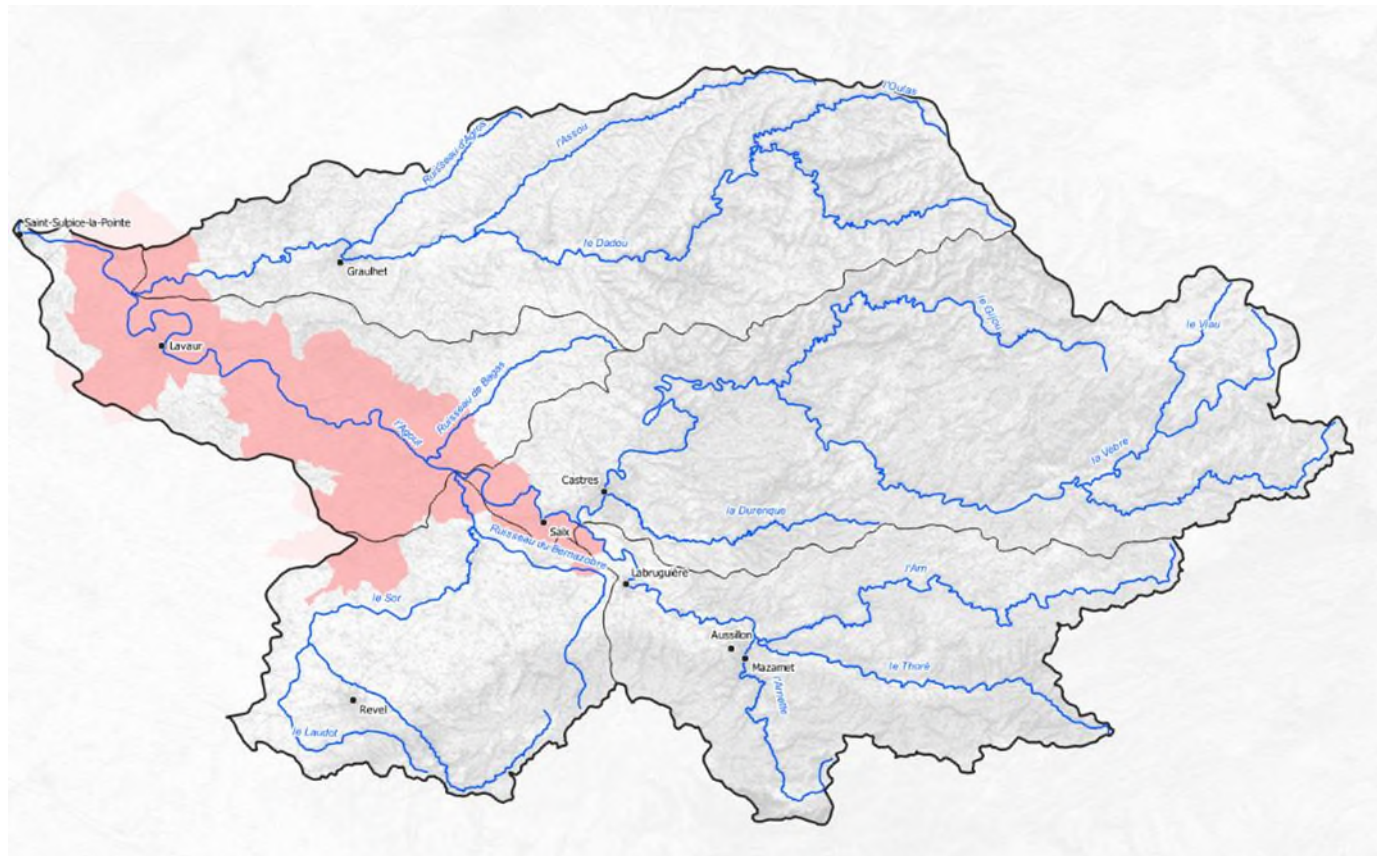 l'Oulas
Ruisseau d'Agros
l'Assou
Saint-Sulpice-la-Pointe
le Dadou
Graulhet
le Gijou
le Viau
Lavaur
Ruisseau de Bagas
l'Agout
la Vèbre
Castres
la Durenque
Saïx
Ruisseau du Bernazobre
l'Arn
Labruguière
le Sor
Aussillon
Mazamet
le Thoré
l'Arnette
Revel
le Laudot